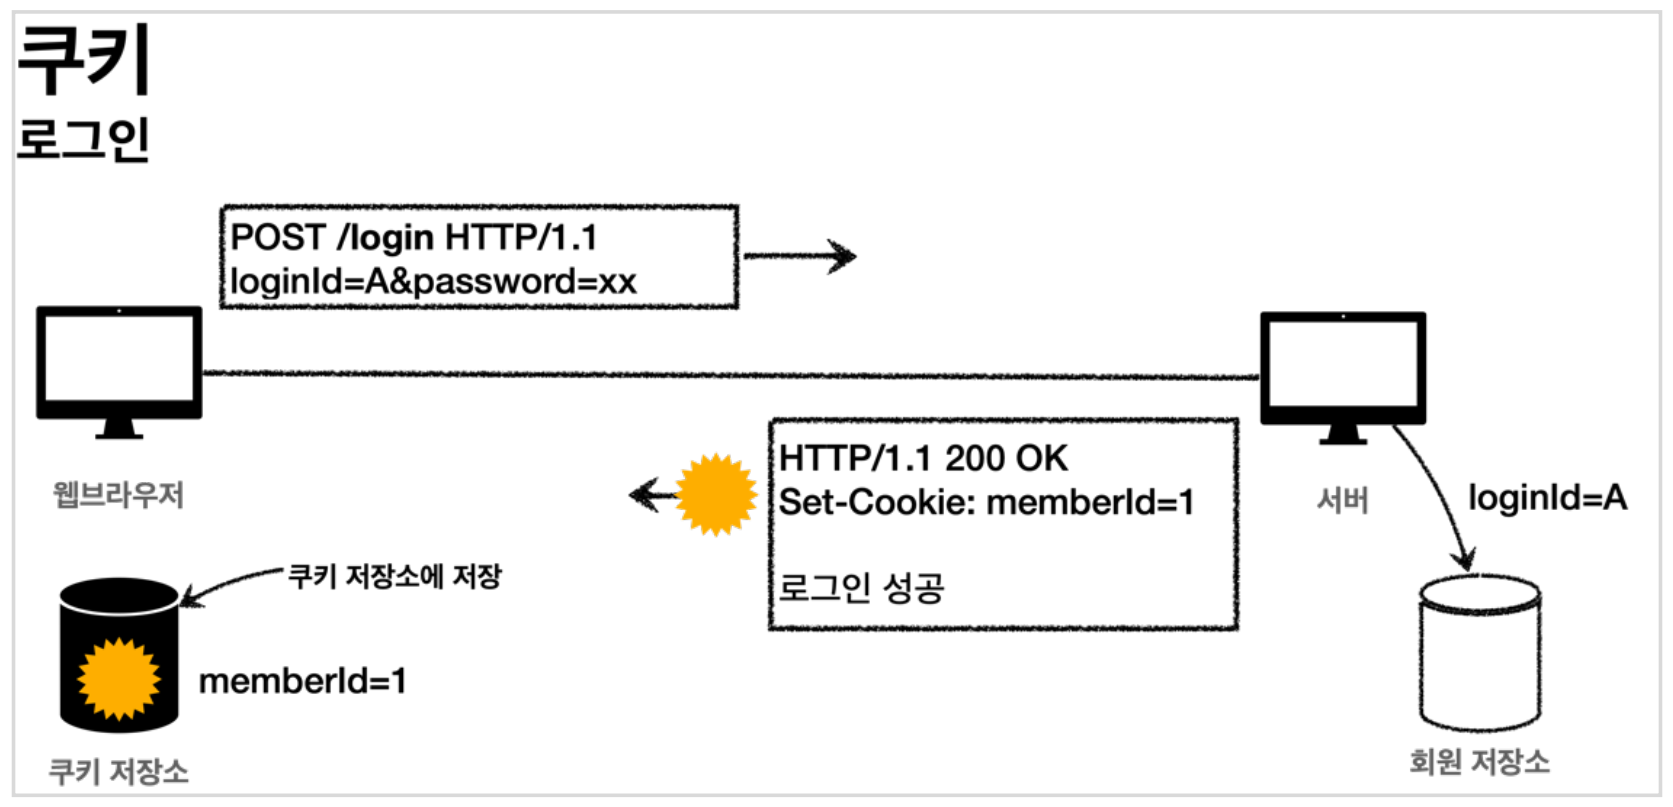 쿠키
로그인
POST /login HTTP/1.1
loginId=A&password=xx
HTTP/1.1 200 OK
Set-Cookie: memberId=1
로그인 성공
웹브라우저
서버
loginId=A
쿠키 저장소에 저장
memberId=1
쿠키 저장소
회원 저장소